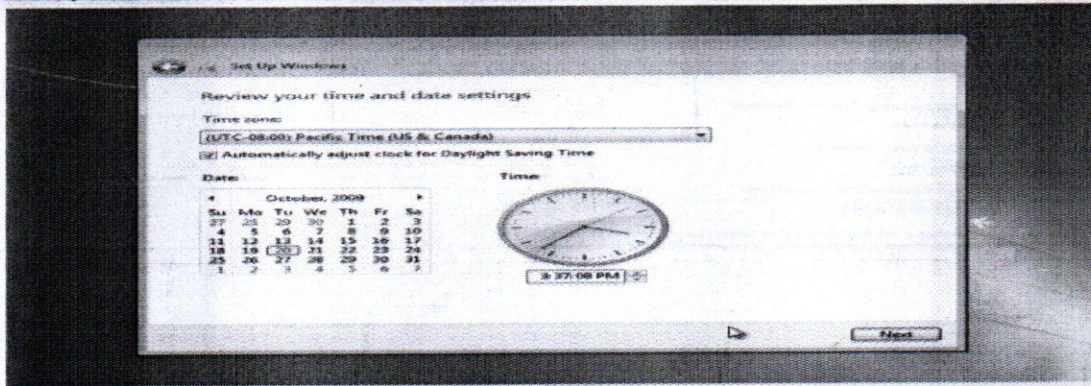 Set Up Windows
Review your time and date settings
Time zone:
(UTC-08:00) Pacific Time (US & Canada)
Automatically adjust clock for Daylight Saving Time
Date:
Time:
October, 2009
Su Mo Tu We Th Fr Sa
27 28 29 30 1 2 3
4 5 6 7 8 9 10
11 12 13 14 15 16 17
18 19 20 21 22 23 24
25 26 27 28 29 30 31
1 2 3 4 5 6 7
3:37:08 PM
Next